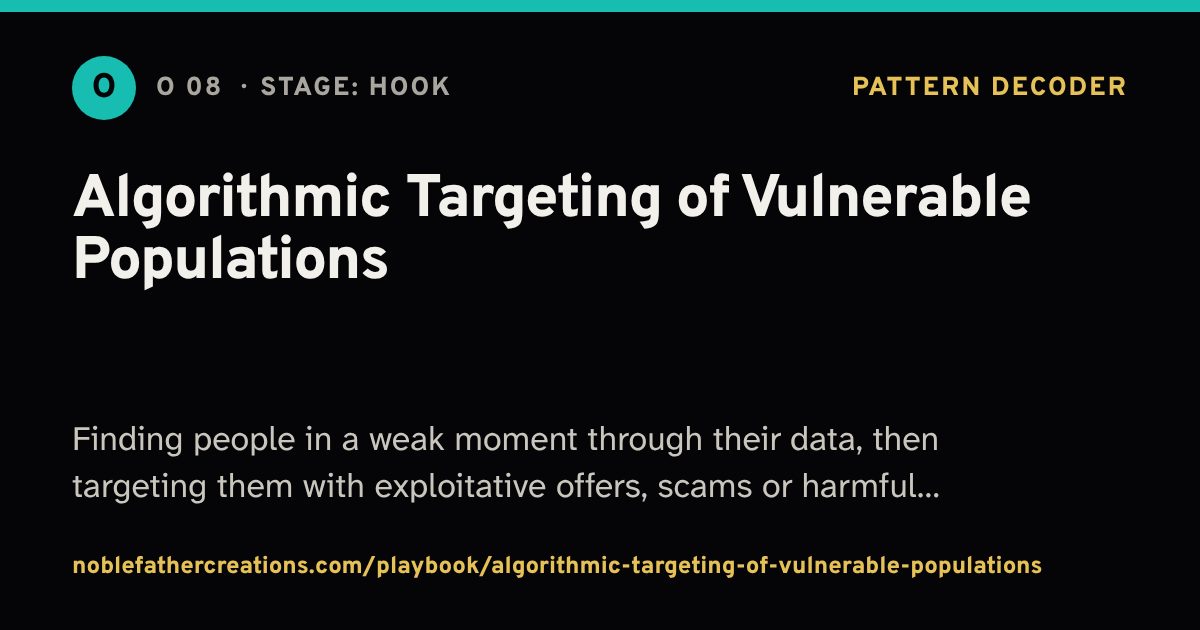 O
O 08 · STAGE: HOOK
PATTERN DECODER
Algorithmic Targeting of Vulnerable
Populations
Finding people in a weak moment through their data, then
targeting them with exploitative offers, scams or harmful...
noblefathercreations.com/playbook/algorithmic-targeting-of-vulnerable-populations